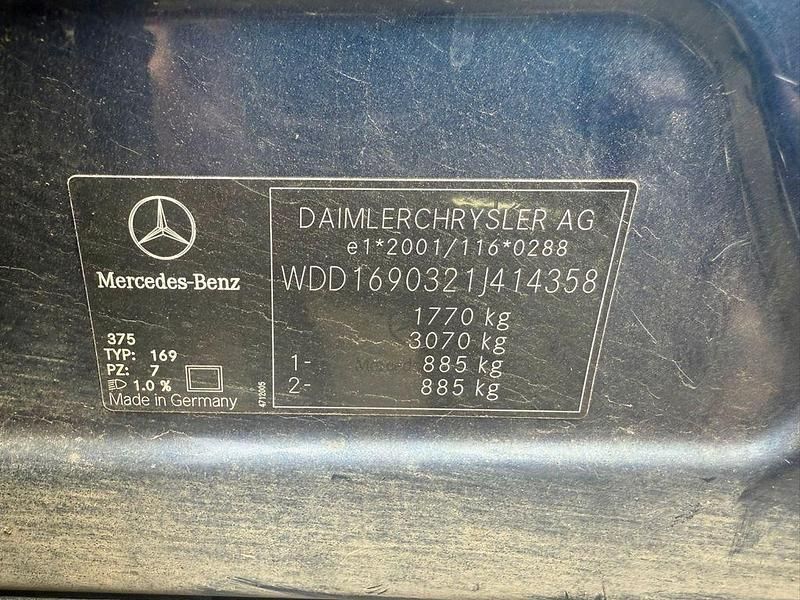 Mercedes-Benz
375
TYP: 169
PZ: 7
1.0 %
Made in Germany
4712005
DAIMLERCHRYSLER AG
e1*2001/116*0288
WDD1690321J414358
1770 kg
3070 kg
1- 885 kg
2- 885 kg